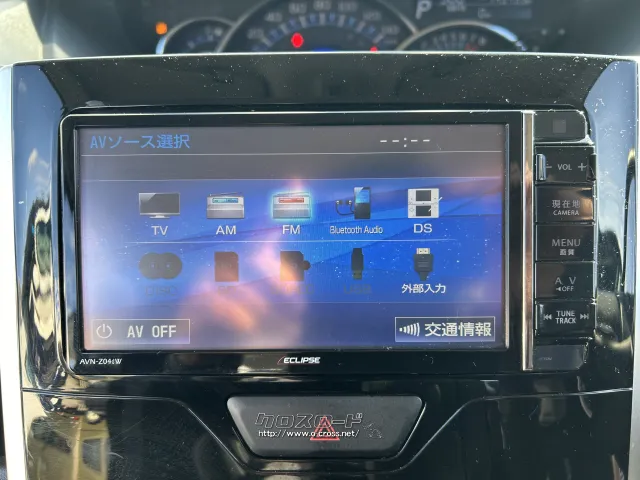 P
AVソース選択
--:--
TV
AM
FM
Bluetooth Audio
DS
外部入力
AV OFF
交通情報
VOL +
現在地
CAMERA
MENU
画質
AV
◀OFF
TUNE
TRACK
AVN-Z04iW
ECLIPSE
クロスロード
http://www.o-cross.net/